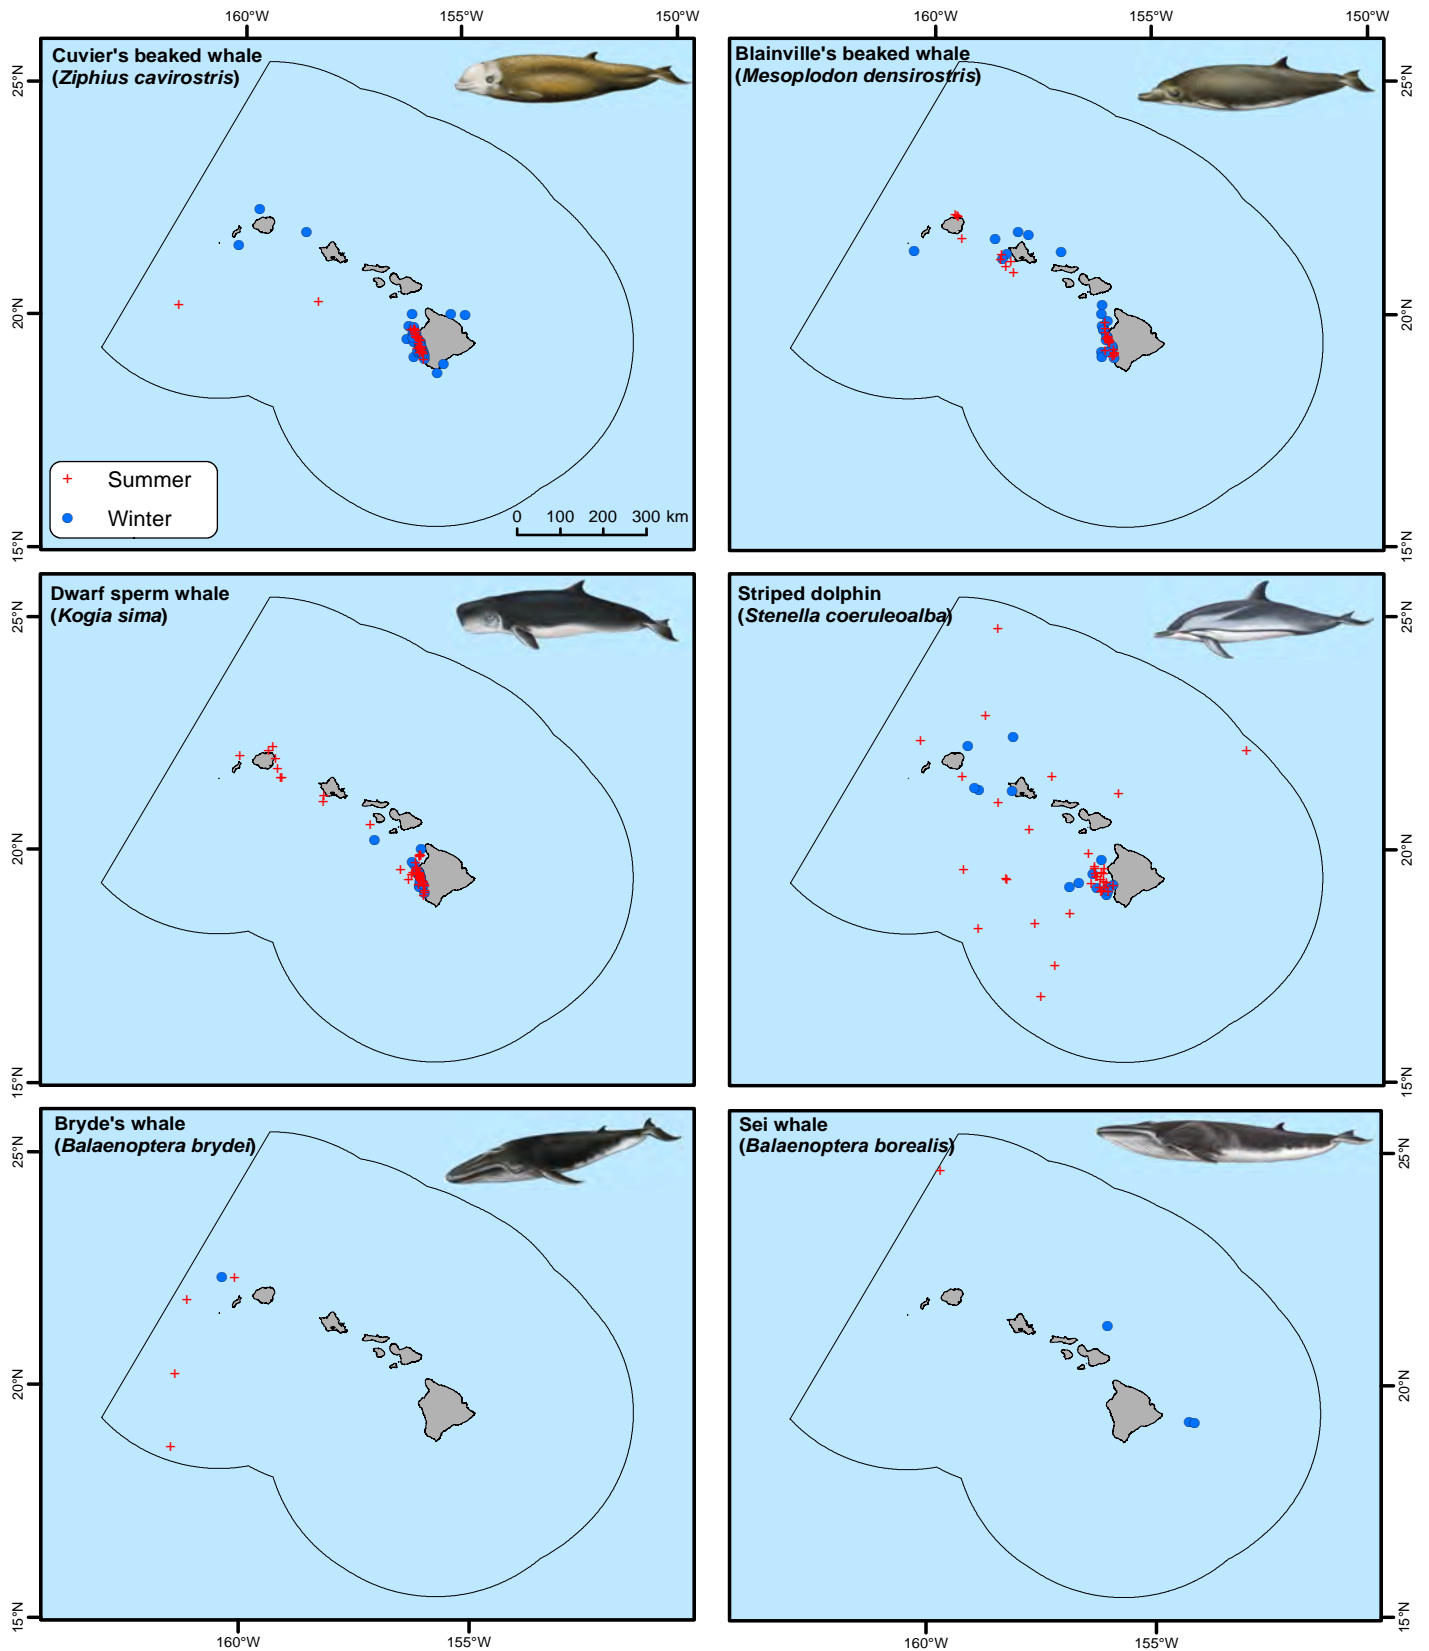 160°W 155°W 150°W 160°W 155°W 150°W
Cuvier's beaked whale
(Ziphius cavirostris)
Blainville's beaked whale
(Mesoplodon densirostris)
25°N
25°N
20°N
20°N
Summer
Winter
0 100 200 300 km
15°N
15°N
Dwarf sperm whale
(Kogia sima)
Striped dolphin
(Stenella coeruleoalba)
25°N
25°N
20°N
20°N
15°N
15°N
Bryde's whale
(Balaenoptera brydei)
Sei whale
(Balaenoptera borealis)
25°N
25°N
20°N
20°N
15°N
15°N
160°W 155°W 160°W 155°W